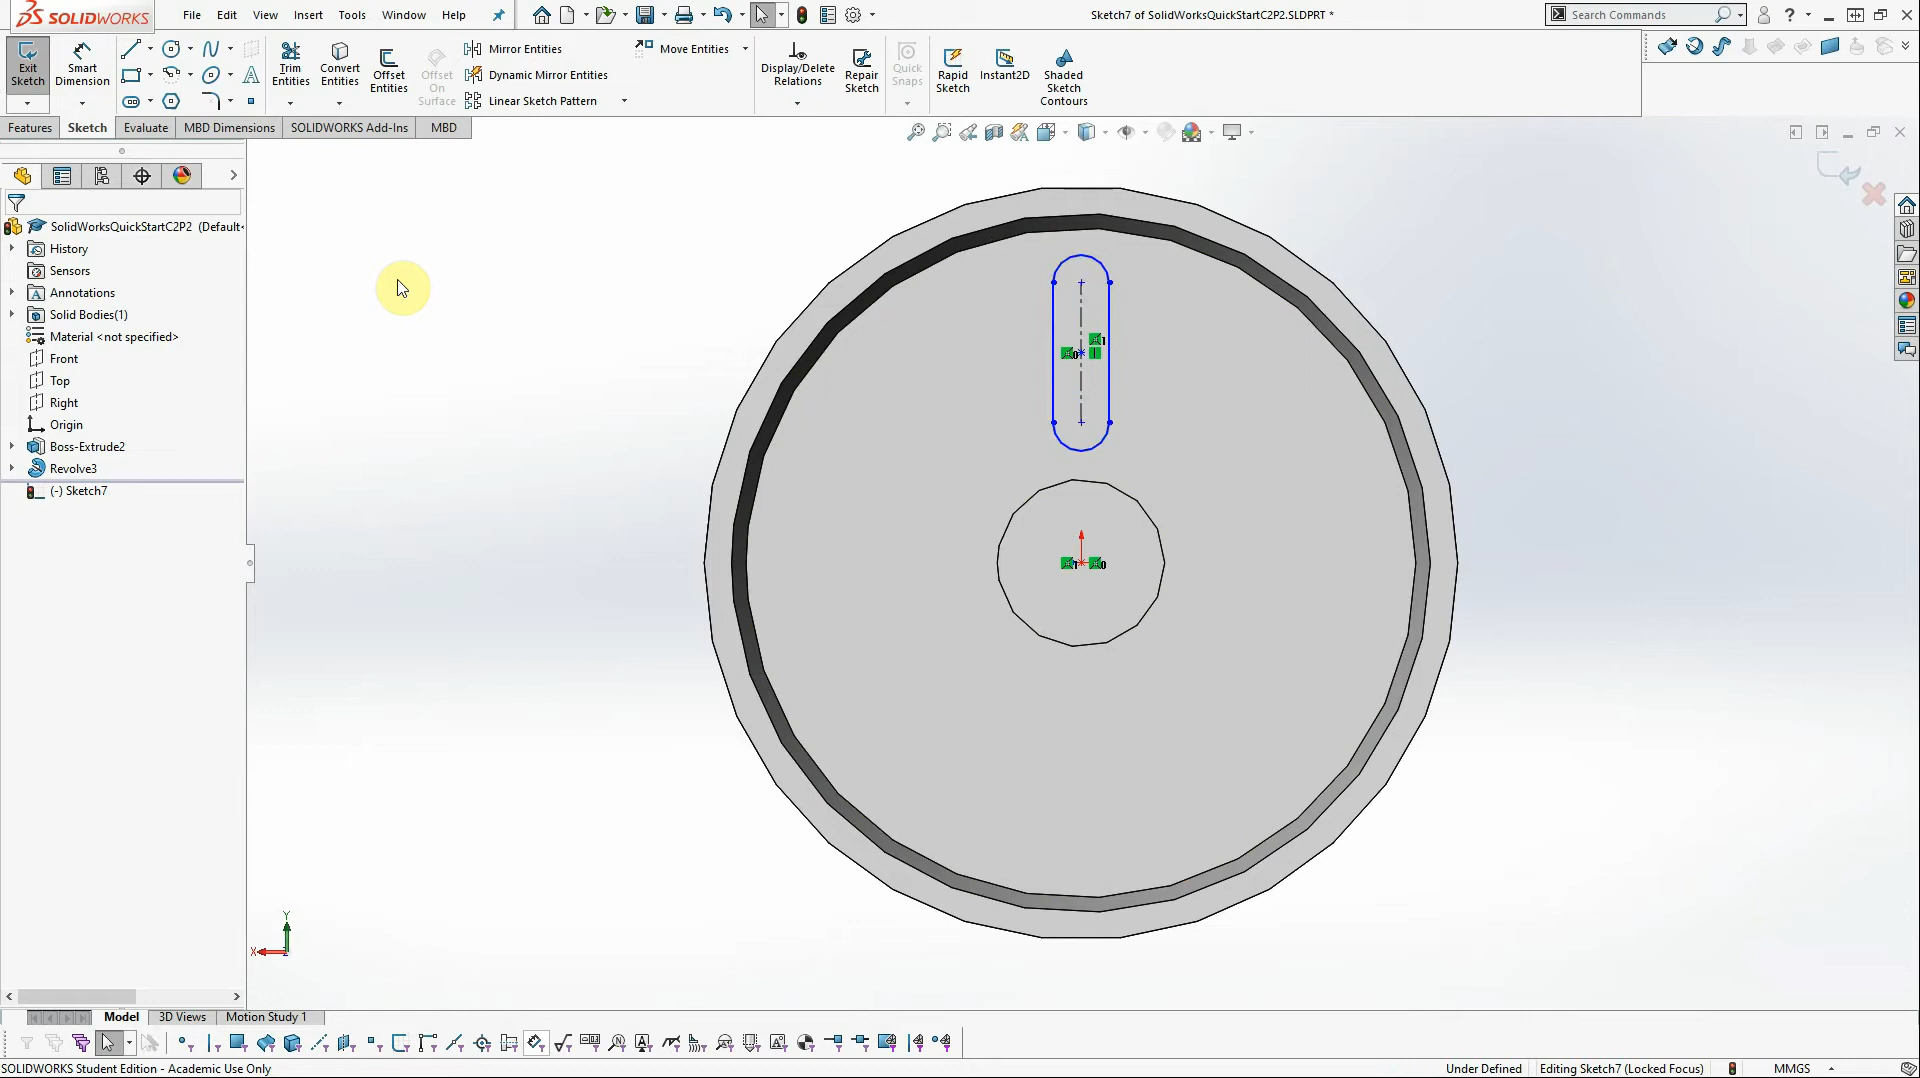 SOLIDWORKS File Edit View Insert Tools Window Help
Sketch7 of SolidWorksQuickStartC2P2.SLDPRT *
Search Commands
Exit Sketch
Smart Dimension
Trim Entities
Convert Entities
Offset Entities
Offset On Surface
Mirror Entities
Dynamic Mirror Entities
Linear Sketch Pattern
Move Entities
Display/Delete Relations
Repair Sketch
Quick Snaps
Rapid Sketch
Instant2D
Shaded Sketch Contours
Features Sketch Evaluate MBD Dimensions SOLIDWORKS Add-Ins MBD
SolidWorksQuickStartC2P2 (Default<
History
Sensors
Annotations
Solid Bodies(1)
Material <not specified>
Front
Top
Right
Origin
Boss-Extrude2
Revolve3
(-) Sketch7
1
0
1 0
Y
X
Model 3D Views Motion Study 1
SOLIDWORKS Student Edition - Academic Use Only
Under Defined Editing Sketch7 (Locked Focus) MMGS